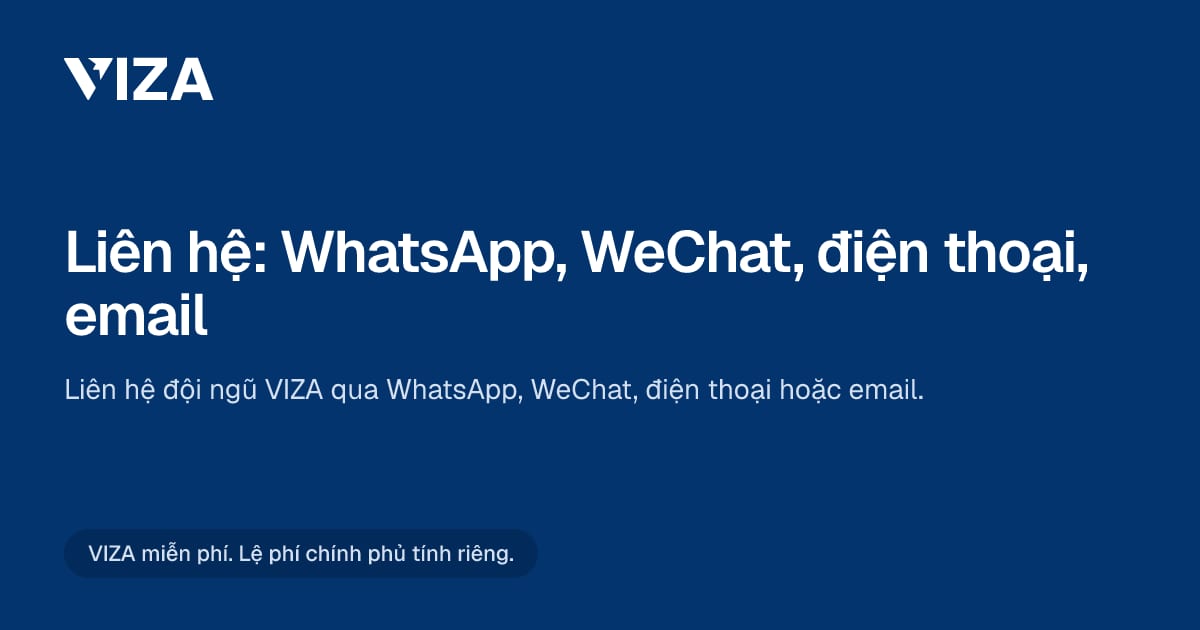 VIZA
Liên hệ: WhatsApp, WeChat, điện thoại,
email
Liên hệ đội ngũ VIZA qua WhatsApp, WeChat, điện thoại hoặc email.
VIZA miễn phí. Lệ phí chính phủ tính riêng.